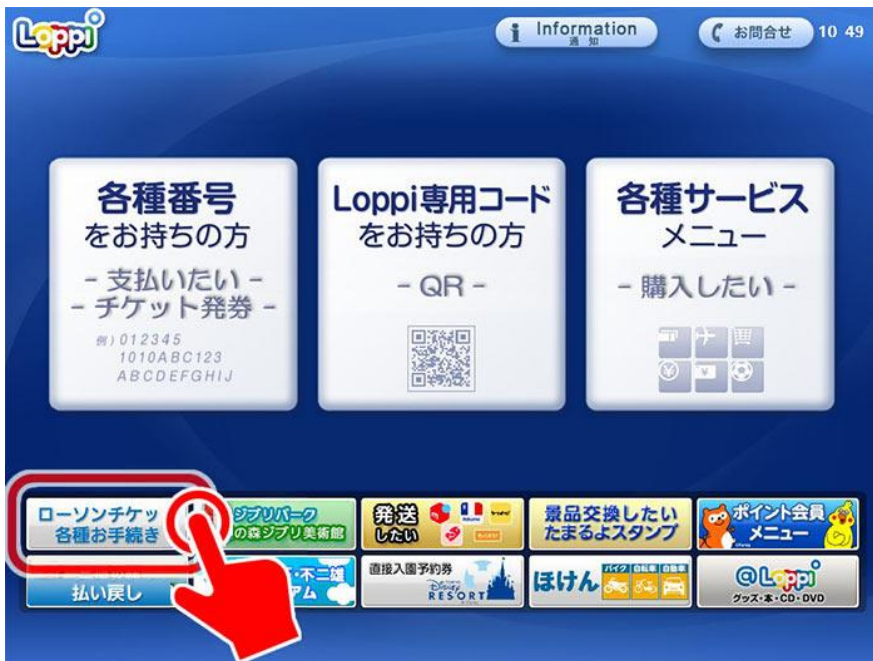 Loppi
Information
通知
お問合せ
10 49
各種番号
をお持ちの方
- 支払いたい -
- チケット発券 -
例) 012345
1010ABC123
ABCDEFGHIJ
Loppi専用コード
をお持ちの方
- QR -
各種サービス
メニュー
- 購入したい -
ローソンチケッ
各種お手続き
ジブリパーク
の森ジブリ美術館
発送
したい
景品交換したい
たまるよスタンプ
ポイント会員
メニュー
払い戻し
不二雄
アム
直接入園予約券
Disney
RESORT
ほけん
バイク 自転車 自動車
@Loppi
グッズ・本・CD・DVD